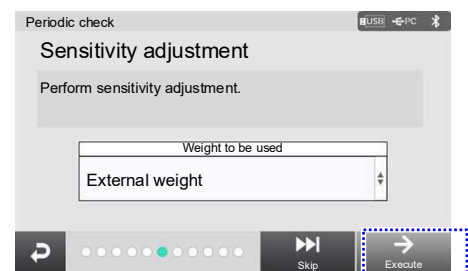 Periodic check
USB PC
Sensitivity adjustment
Perform sensitivity adjustment.
Weight to be used
External weight
Skip
Execute